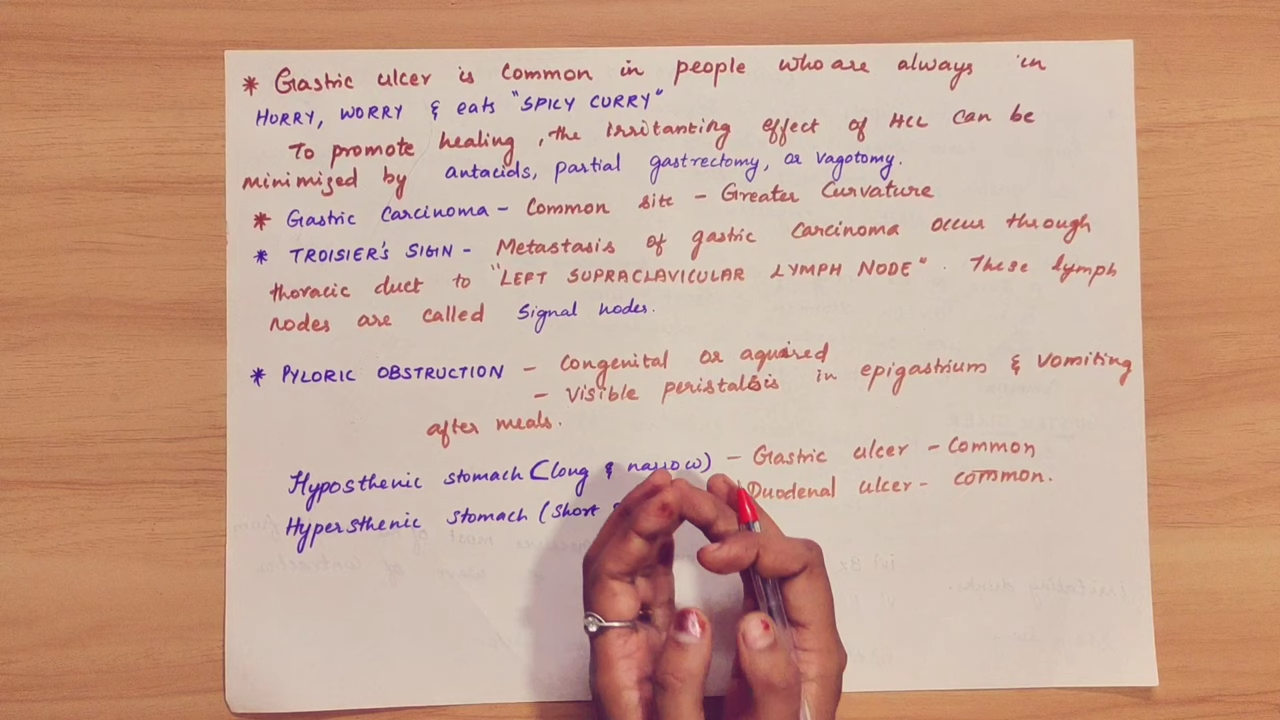 * Gastric ulcer is common in people who are always in
HURRY, WORRY & eats "SPICY CURRY"
To promote healing, the irritanting effect of HCL can be
minimized by antacids, partial gastrectomy, or vagotomy.
* Gastric Carcinoma - Common site - Greater Curvature
* TROISIER'S SIGIN - Metastasis of gastric carcinoma occur through
thoracic duct to "LEFT SUPRACLAVICULAR LYMPH NODE". These lymph
nodes are called Signal nodes.
* PYLORIC OBSTRUCTION - Congenital or aquired
- Visible peristalsis in epigastrium & vomiting
after meals.
Hyposthenic stomach (long & narrow) - Gastric ulcer - Common
Hypersthenic stomach (short Duodenal ulcer - common.